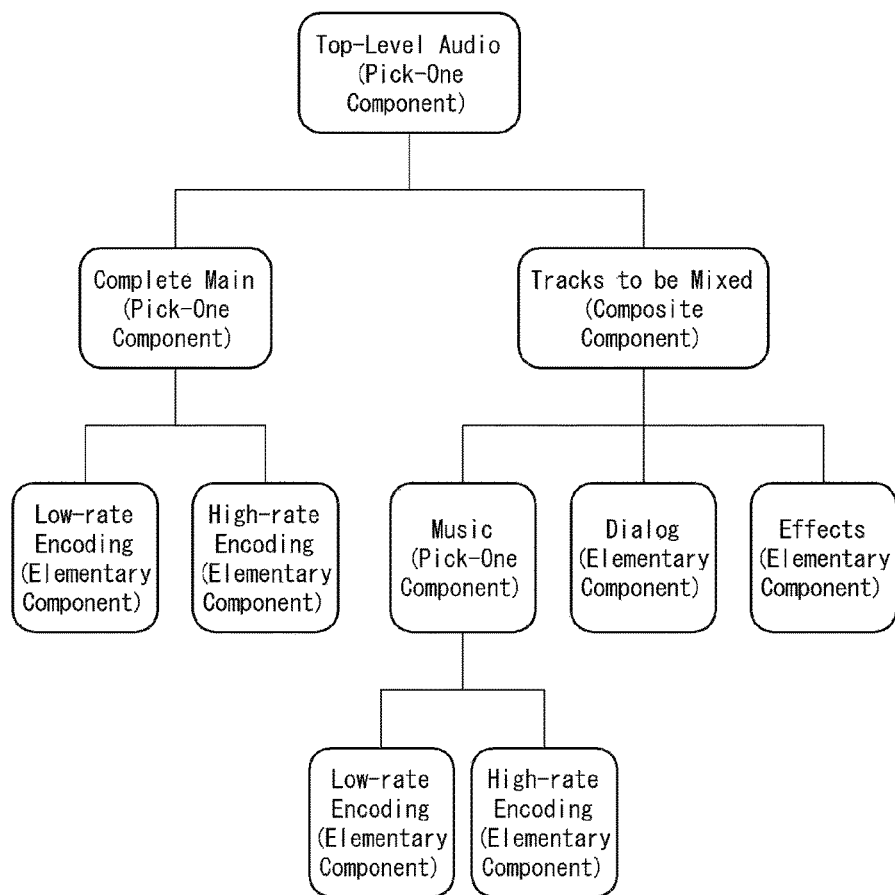 Top-Level Audio
(Pick-One
Component)
Complete Main
(Pick-One
Component)
Tracks to be Mixed
(Composite
Component)
Low-rate
Encoding
(Elementary
Component)
High-rate
Encoding
(Elementary
Component)
Music
(Pick-One
Component)
Dialog
(Elementary
Component)
Effects
(Elementary
Component)
Low-rate
Encoding
(Elementary
Component)
High-rate
Encoding
(Elementary
Component)